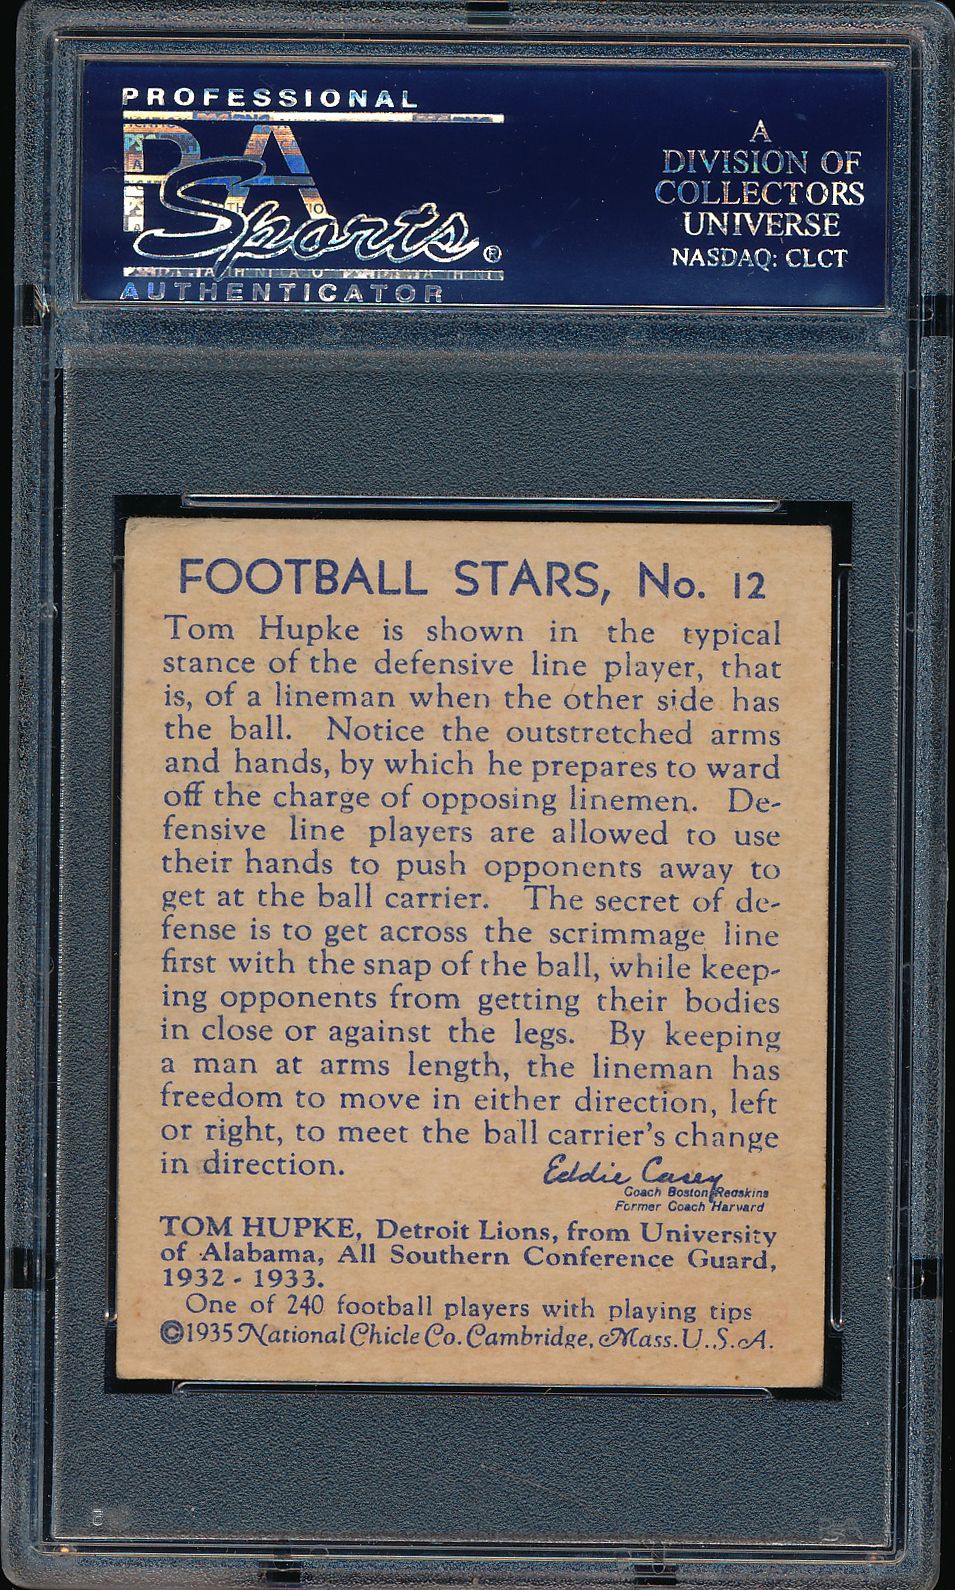 PROFESSIONAL
PSA
Sports®
AUTHENTICATOR
A
DIVISION OF
COLLECTORS
UNIVERSE
NASDAQ: CLCT
FOOTBALL STARS, No. 12
Tom Hupke is shown in the typical
stance of the defensive line player, that
is, of a lineman when the other side has
the ball. Notice the outstretched arms
and hands, by which he prepares to ward
off the charge of opposing linemen. De-
fensive line players are allowed to use
their hands to push opponents away to
get at the ball carrier. The secret of de-
fense is to get across the scrimmage line
first with the snap of the ball, while keep-
ing opponents from getting their bodies
in close or against the legs. By keeping
a man at arms length, the lineman has
freedom to move in either direction, left
or right, to meet the ball carrier's change
in direction.
Eddie Casey
Coach Boston Redskins
Former Coach Harvard
TOM HUPKE, Detroit Lions, from University
of Alabama, All Southern Conference Guard,
1932 - 1933.
One of 240 football players with playing tips
©1935 National Chicle Co. Cambridge, Mass. U.S.A.